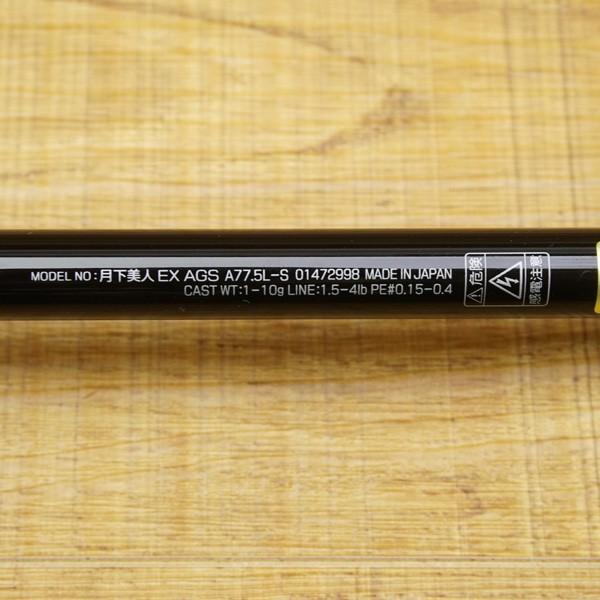 MODEL NO:月下美人 EX AGS A77.5L-S 01472998 MADE IN JAPAN
CAST WT:1-10g LINE:1.5-4lb PE#0.15-0.4
⚠危険
感電注意